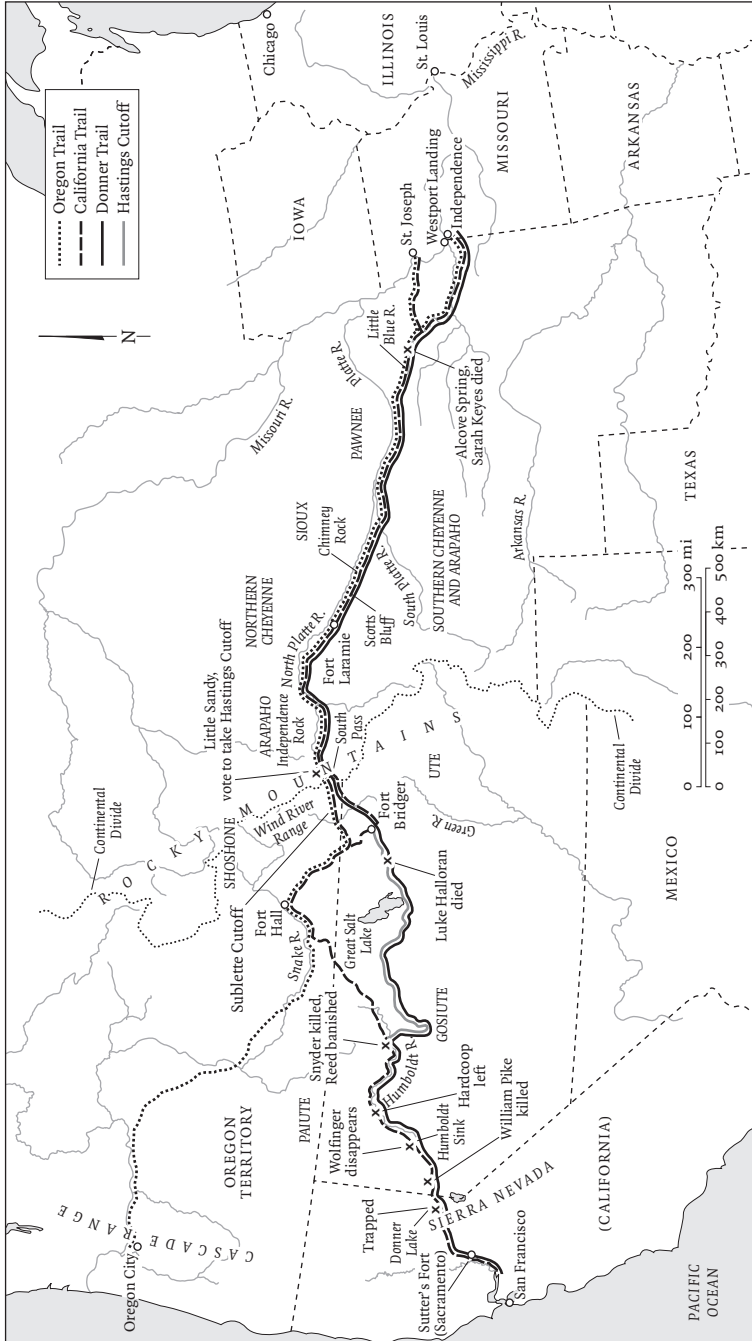 Oregon Trail
California Trail
Donner Trail
Hastings Cutoff
N
Chicago
ILLINOIS
St. Louis
Mississippi R.
IOWA
MISSOURI
ARKANSAS
St. Joseph
Westport Landing
Independence
Little
Blue R.
Platte R.
Missouri R.
PAWNEE
Alcove Spring,
Sarah Keyes died
SIOUX
Chimney
Rock
Scotts
Bluff
South Platte R.
SOUTHERN CHEYENNE
AND ARAPAHO
Arkansas R.
TEXAS
NORTHERN
CHEYENNE
North Platte R.
Fort
Laramie
Little Sandy,
vote to take Hastings Cutoff
ARAPAHO
Independence
Rock
South
Pass
ROCKY MOUNTAINS
Continental
Divide
SHOSHONE
Wind River
Range
UTE
Fort
Bridger
Green R.
Continental
Divide
0 100 200 300 mi
0 100 200 300 400 500 km
MEXICO
Sublette Cutoff
Fort
Hall
Snake R.
Great Salt
Lake
Luke Halloran
died
Snyder killed,
Reed banished
GOSIUTE
Humboldt R.
Hardcoop
left
PAIUTE
Wolfinger
disappears
Humboldt
Sink
William Pike
killed
OREGON
TERRITORY
Trapped
Donner
Lake
SIERRA NEVADA
(CALIFORNIA)
CASCADE RANGE
Oregon City
Sutter's Fort
(Sacramento)
San Francisco
PACIFIC
OCEAN